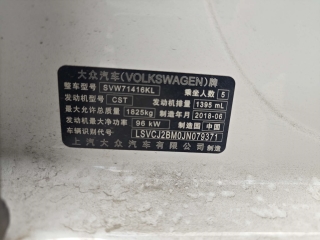 大众汽车(VOLKSWAGEN)牌
整车型号 SVW71416KL 乘坐人数 5
发动机型号 CST 发动机排量 1395 mL
最大允许总质量 1825kg 制造年月 2018-06
发动机最大净功率 96 kW 制造国 中国
车辆识别代号 LSVCJ2BM0JN079371
上汽大众汽车有限公司 制造